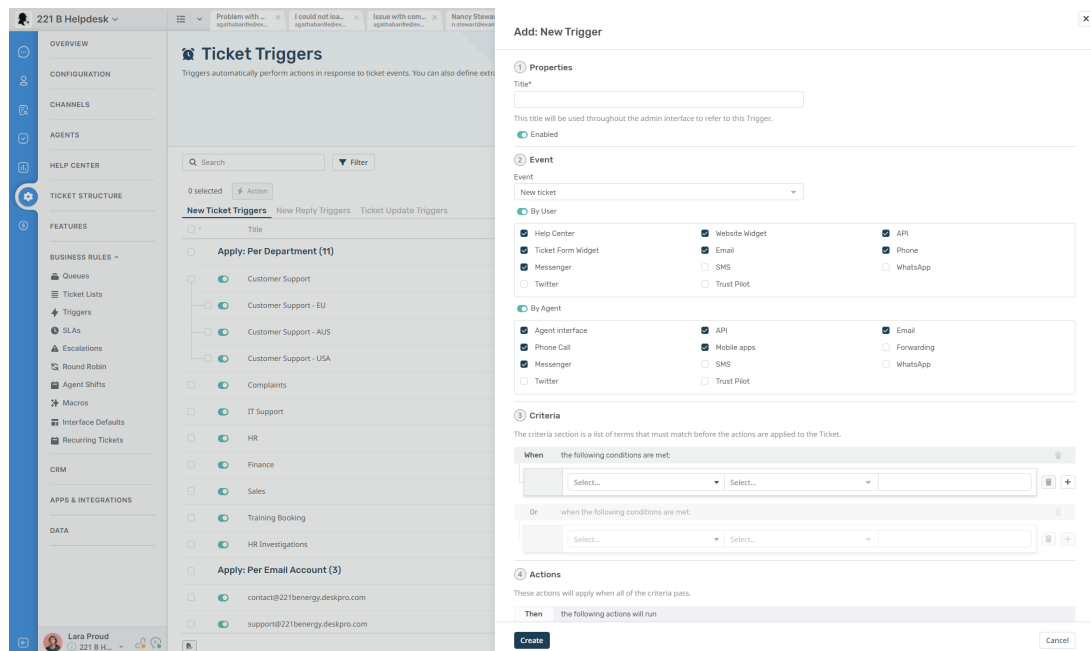 221 B Helpdesk
Problem with ...
agathabardle@ex...
I could not loa...
agathabardle@ex...
Issue with com...
agathabardle@ex...
Nancy Stewar
OVERVIEW
CONFIGURATION
CHANNELS
AGENTS
HELP CENTER
TICKET STRUCTURE
FEATURES
BUSINESS RULES
Queues
Ticket Lists
Triggers
SLAs
Escalations
Round Robin
Agent Shifts
Macros
Interface Defaults
Recurring Tickets
CRM
APPS & INTEGRATIONS
DATA
Lara Proud
221 B H...
Ticket Triggers
Triggers automatically perform actions in response to ticket events. You can also define extra
Search
Filter
0 selected
Action
New Ticket Triggers New Reply Triggers Ticket Update Triggers
Title
Apply: Per Department (11)
Customer Support
Customer Support - EU
Customer Support - AUS
Customer Support - USA
Complaints
IT Support
HR
Finance
Sales
Training Booking
HR Investigations
Apply: Per Email Account (3)
contact@221benergy.deskpro.com
support@221benergy.deskpro.com
Add: New Trigger
1 Properties
Title*
This title will be used throughout the admin interface to refer to this Trigger.
Enabled
2 Event
Event
New ticket
By User
Help Center Website Widget API
Ticket Form Widget Email Phone
Messenger SMS WhatsApp
Twitter Trust Pilot
By Agent
Agent interface API Email
Phone Call Mobile apps Forwarding
Messenger SMS WhatsApp
Twitter Trust Pilot
3 Criteria
The criteria section is a list of terms that must match before the actions are applied to the Ticket.
When the following conditions are met:
Select... Select...
Or when the following conditions are met:
Select... Select...
4 Actions
These actions will apply when all of the criteria pass.
Then the following actions will run
Create
Cancel